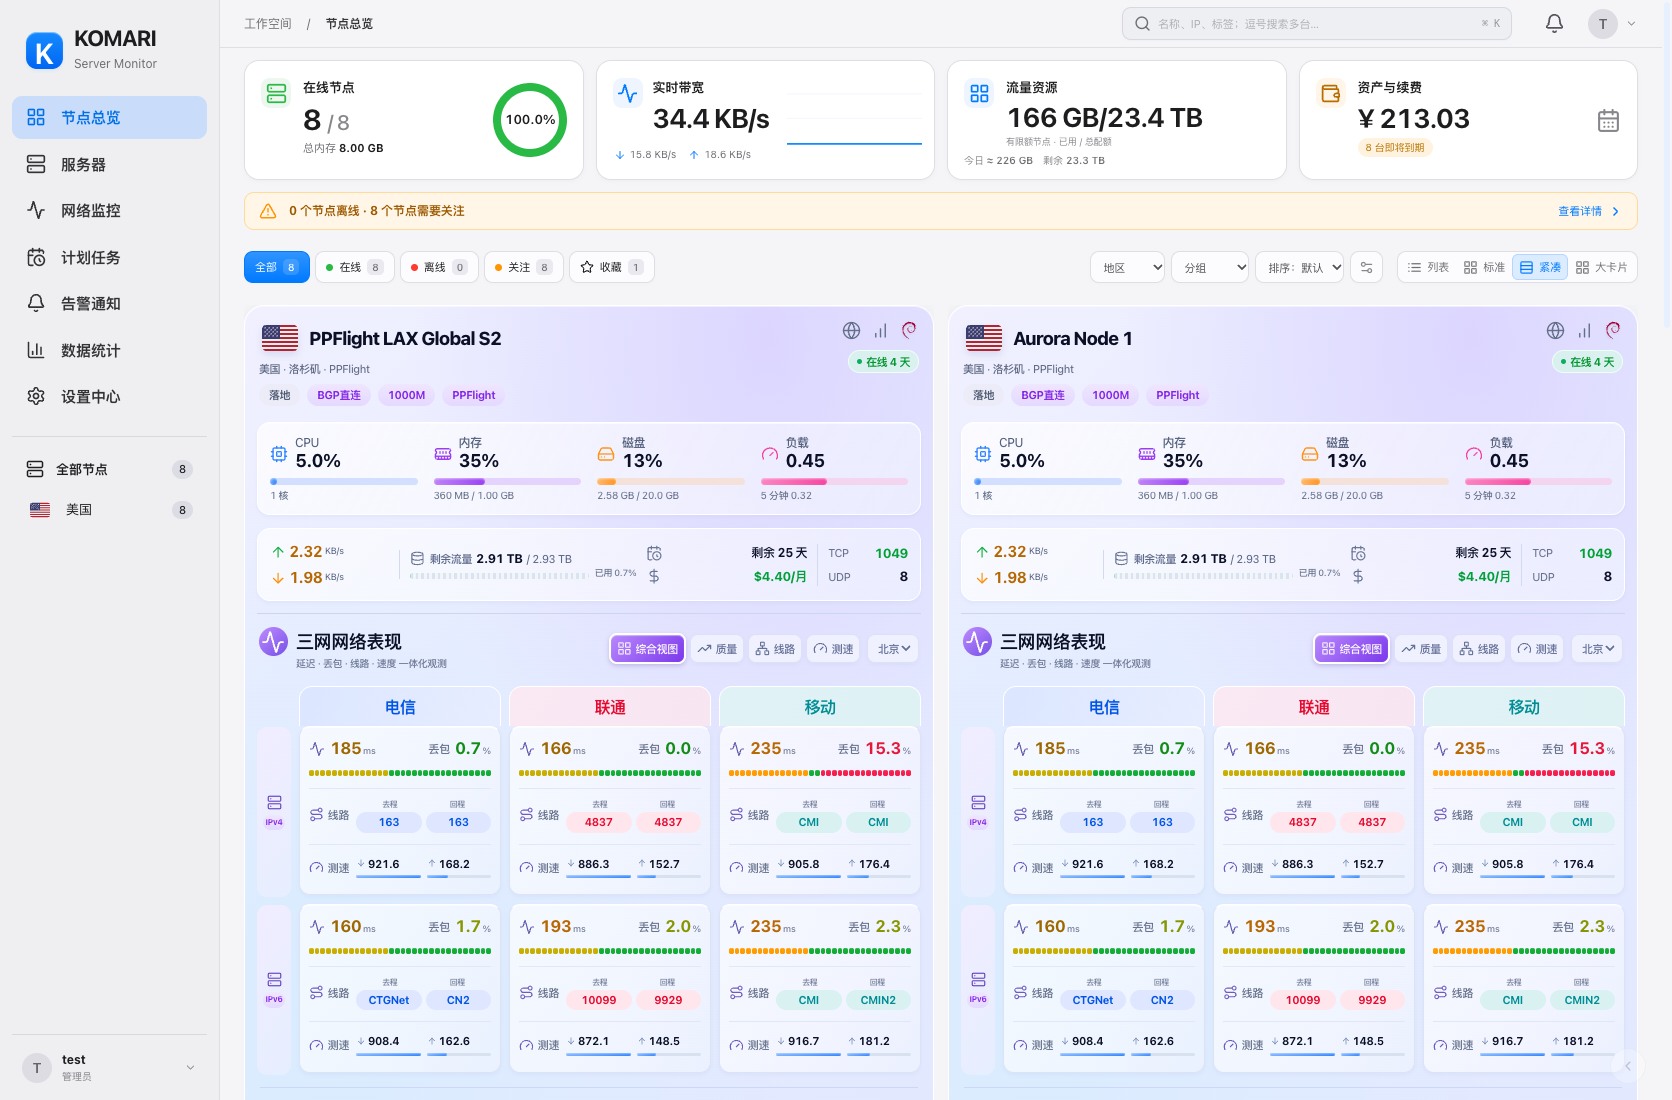 K
KOMARI
Server Monitor
节点总览
服务器
网络监控
计划任务
告警通知
数据统计
设置中心
全部节点 8
美国 8
T test
管理员
工作空间 / 节点总览
名称、IP、标签；逗号搜索多台... ⌘ K
T
在线节点
8 / 8
总内存 8.00 GB
100.0%
实时带宽
34.4 KB/s
↓ 15.8 KB/s ↑ 18.6 KB/s
流量资源
166 GB/23.4 TB
有限额节点 · 已用 / 总配额
今日 ≈ 226 GB 剩余 23.3 TB
资产与续费
¥ 213.03
8 台即将到期
0 个节点离线 · 8 个节点需要关注
查看详情
全部 8
在线 8
离线 0
关注 8
收藏 1
地区
分组
排序：默认
列表
标准
紧凑
大卡片
PPFlight LAX Global S2
在线 4 天
美国 · 洛杉矶 · PPFlight
落地 BGP直连 1000M PPFlight
CPU
5.0%
1 核
内存
35%
360 MB / 1.00 GB
磁盘
13%
2.58 GB / 20.0 GB
负载
0.45
5 分钟 0.32
↑ 2.32 KB/s
↓ 1.98 KB/s
剩余流量 2.91 TB / 2.93 TB
已用 0.7%
剩余 25 天
$4.40/月
TCP 1049
UDP 8
三网网络表现
延迟 · 丢包 · 线路 · 速度 一体化观测
综合视图 质量 线路 测速 北京
电信 联通 移动
IPv4
185 ms 丢包 0.7 %
线路 去程 回程
163 163
测速 ↓ 921.6 ↑ 168.2
166 ms 丢包 0.0 %
线路 去程 回程
4837 4837
测速 ↓ 886.3 ↑ 152.7
235 ms 丢包 15.3 %
线路 去程 回程
CMI CMI
测速 ↓ 905.8 ↑ 176.4
IPv6
160 ms 丢包 1.7 %
线路 去程 回程
CTGNet CN2
测速 ↓ 908.4 ↑ 162.6
193 ms 丢包 2.0 %
线路 去程 回程
10099 9929
测速 ↓ 872.1 ↑ 148.5
235 ms 丢包 2.3 %
线路 去程 回程
CMI CMIN2
测速 ↓ 916.7 ↑ 181.2
Aurora Node 1
在线 4 天
美国 · 洛杉矶 · PPFlight
落地 BGP直连 1000M PPFlight
CPU
5.0%
1 核
内存
35%
360 MB / 1.00 GB
磁盘
13%
2.58 GB / 20.0 GB
负载
0.45
5 分钟 0.32
↑ 2.32 KB/s
↓ 1.98 KB/s
剩余流量 2.91 TB / 2.93 TB
已用 0.7%
剩余 25 天
$4.40/月
TCP 1049
UDP 8
三网网络表现
延迟 · 丢包 · 线路 · 速度 一体化观测
综合视图 质量 线路 测速 北京
电信 联通 移动
IPv4
185 ms 丢包 0.7 %
线路 去程 回程
163 163
测速 ↓ 921.6 ↑ 168.2
166 ms 丢包 0.0 %
线路 去程 回程
4837 4837
测速 ↓ 886.3 ↑ 152.7
235 ms 丢包 15.3 %
线路 去程 回程
CMI CMI
测速 ↓ 905.8 ↑ 176.4
IPv6
160 ms 丢包 1.7 %
线路 去程 回程
CTGNet CN2
测速 ↓ 908.4 ↑ 162.6
193 ms 丢包 2.0 %
线路 去程 回程
10099 9929
测速 ↓ 872.1 ↑ 148.5
235 ms 丢包 2.3 %
线路 去程 回程
CMI CMIN2
测速 ↓ 916.7 ↑ 181.2